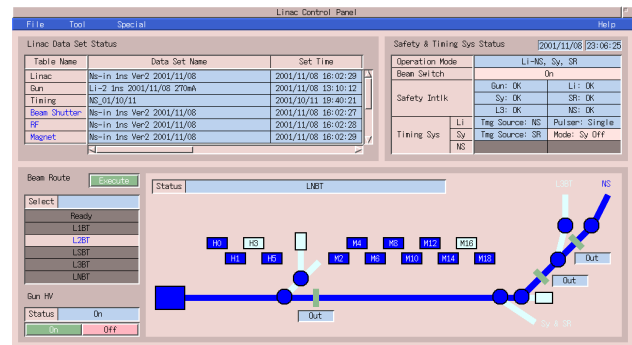 Linac Control Panel
File Tool Special Help
Linac Data Set Status
Table Name Data Set Name Set Time
Linac Ns-in 1ns Ver2 2001/11/08 2001/11/08 16:02:29
Gun Li-2 1ns 2001/11/08 270mA 2001/11/08 13:10:12
Timing NS_01/10/11 2001/10/11 19:40:21
Beam Shutter Ns-in 1ns Ver2 2001/11/08 2001/11/08 16:02:27
RF Ns-in 1ns Ver2 2001/11/08 2001/11/08 16:02:28
Magnet Ns-in 1ns Ver2 2001/11/08 2001/11/08 16:02:29
Safety & Timing Sys Status 2001/11/08 23:06:25
Operation Mode Li-NS, Sy, SR
Beam Switch On
Safety Intlk
Gun: OK Li: OK
Sy: OK SR: OK
L3: OK NS: OK
Timing Sys
Li Tmg Source: NS Pulser: Single
Sy Tmg Source: SR Mode: Sy Off
NS
Beam Route Execute
Select
Ready
L1BT
L2BT
LSBT
L3BT
LNBT
Gun HV
Status On
On Off
Status LNBT
L3BT NS
H0 H3 M4 M8 M12 M16
H1 H5 M2 M6 M10 M14 M18
Out
Out
Out
Sy & SR